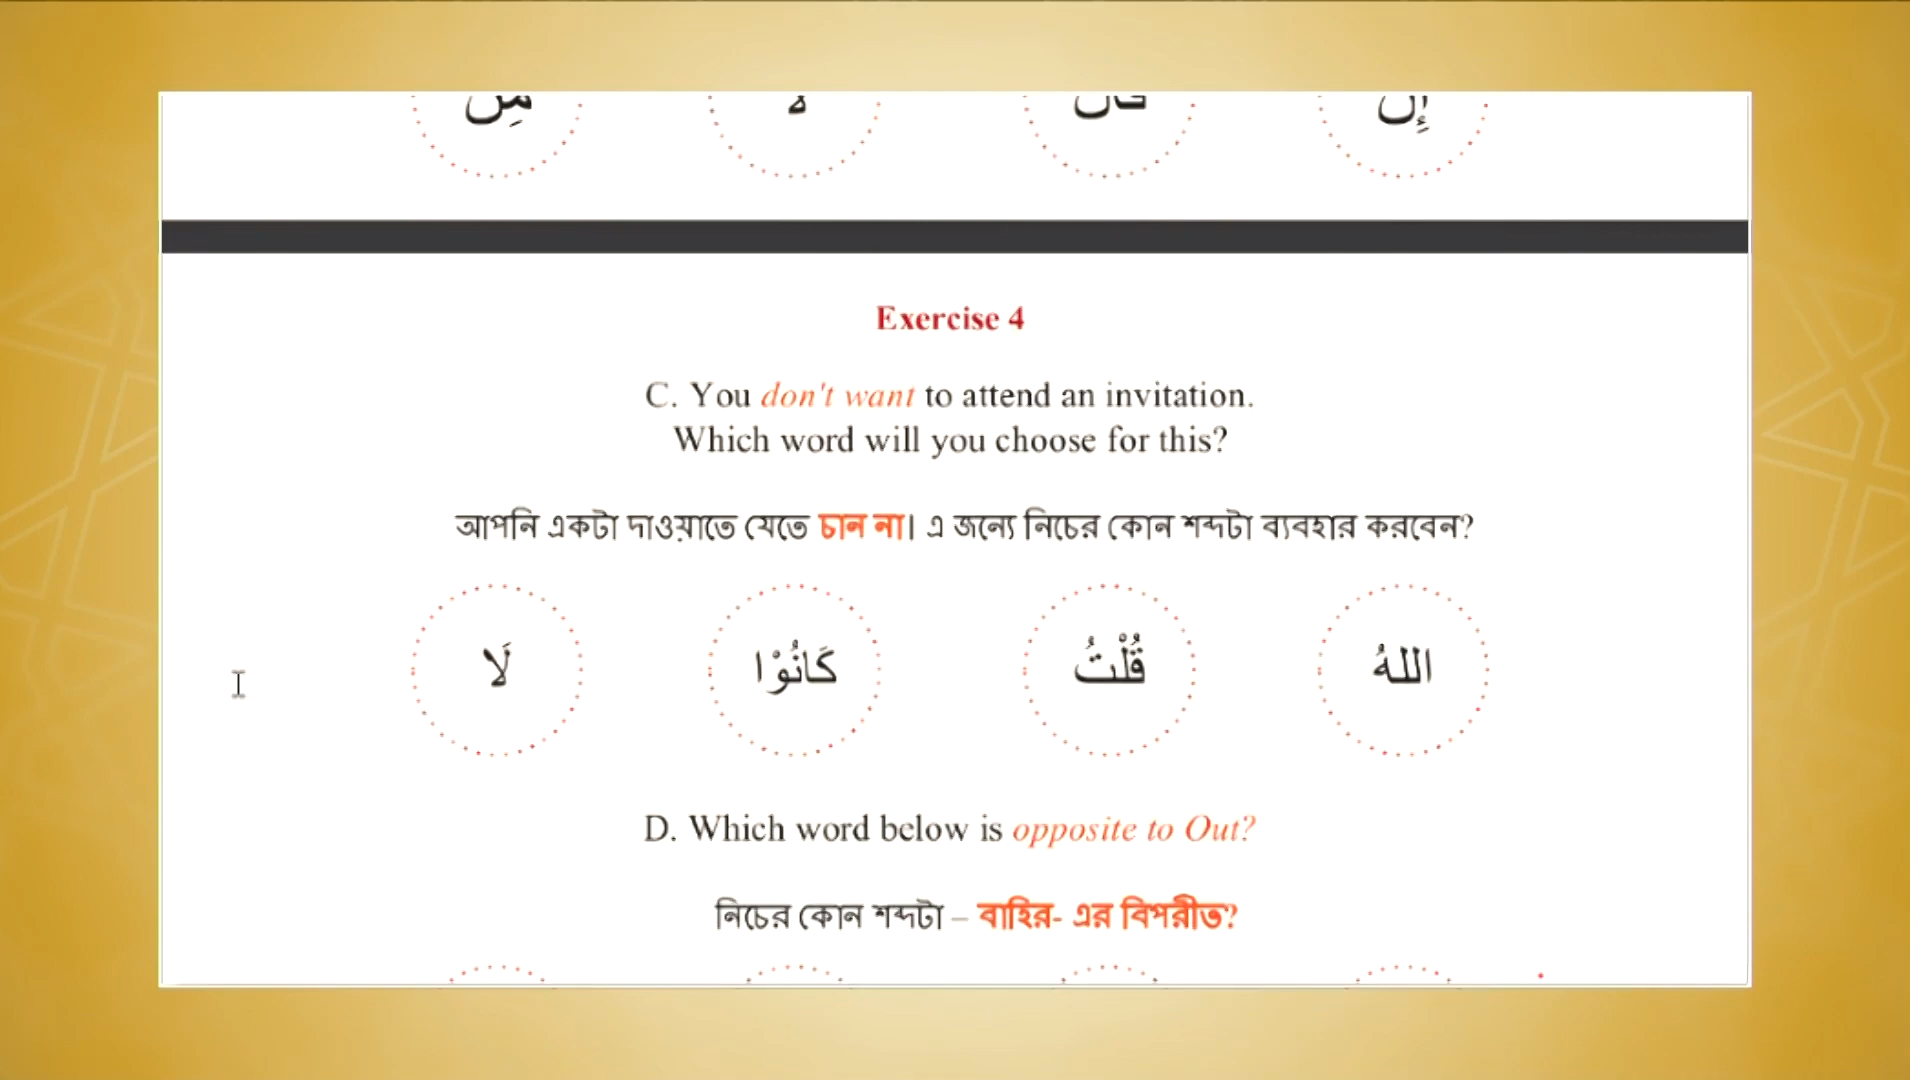 Exercise 4
C. You don't want to attend an invitation.
Which word will you choose for this?
আপনি একটা দাওয়াতে যেতে চান না। এ জন্যে নিচের কোন শব্দটা ব্যবহার করবেন?
لَا كَانُوْا قُلْتُ اللهُ
D. Which word below is opposite to Out?
নিচের কোন শব্দটা – বাহির- এর বিপরীত?